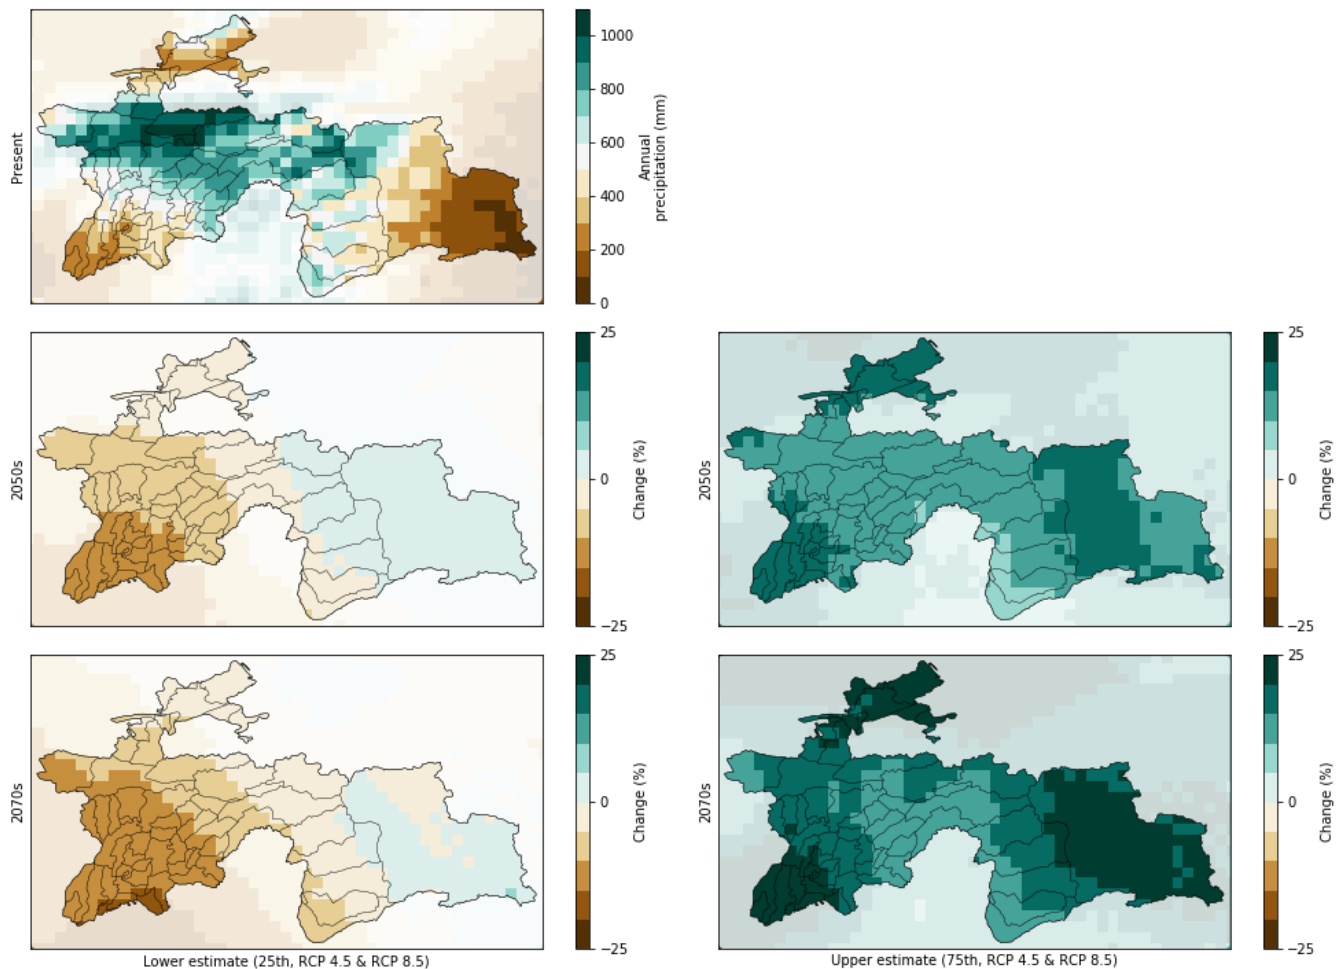 Present
1000
800
600
400
200
0
Annual
precipitation (mm)
2050s
25
0
−25
Change (%)
25
0
−25
Change (%)
2070s
25
0
−25
Change (%)
25
0
−25
Change (%)
2050s
2070s
Lower estimate (25th, RCP 4.5 & RCP 8.5)
Upper estimate (75th, RCP 4.5 & RCP 8.5)